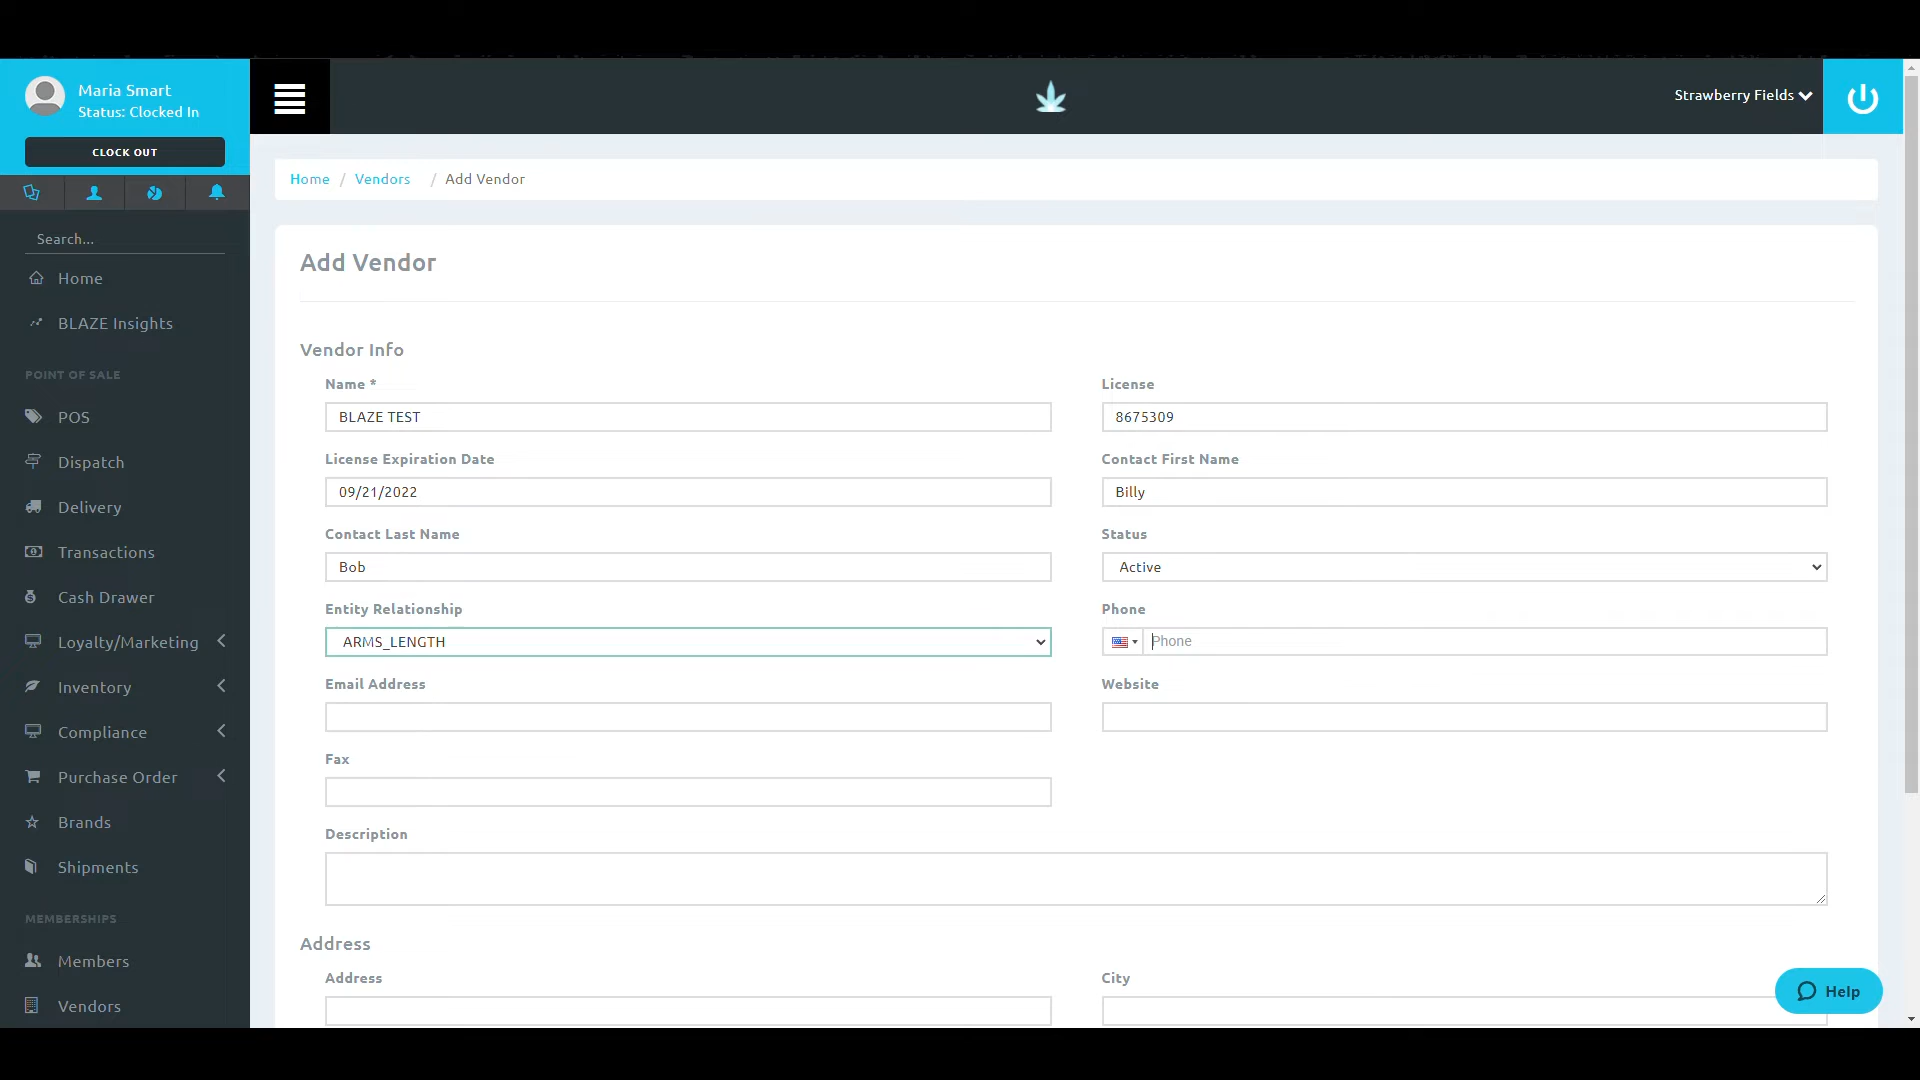 Maria Smart
Status: Clocked In
CLOCK OUT
Search...
Home
BLAZE Insights
POINT OF SALE
POS
Dispatch
Delivery
Transactions
Cash Drawer
Loyalty/Marketing
Inventory
Compliance
Purchase Order
Brands
Shipments
MEMBERSHIPS
Members
Vendors
Strawberry Fields
Home / Vendors / Add Vendor
Add Vendor
Vendor Info
Name * License
BLAZE TEST 8675309
License Expiration Date Contact First Name
09/21/2022 Billy
Contact Last Name Status
Bob Active
Entity Relationship Phone
ARMS_LENGTH Phone
Email Address Website
Fax
Description
Address
Address City
Help